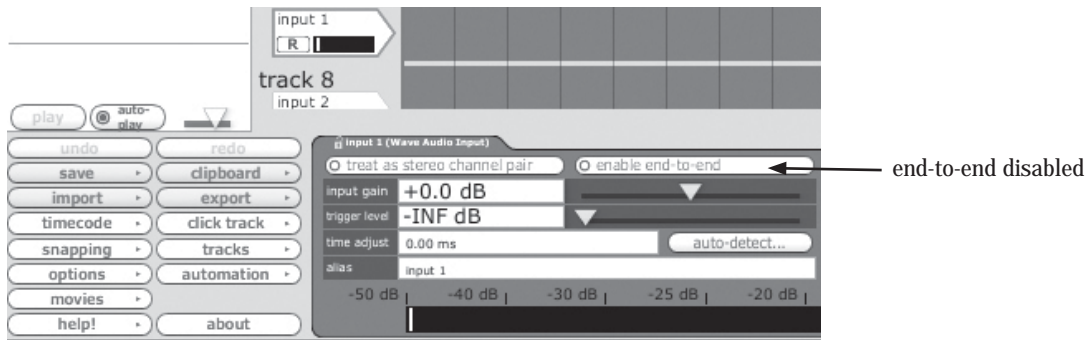 input 1
R
track 8
input 2
play
auto-play
undo
redo
save
clipboard
import
export
timecode
click track
snapping
tracks
options
automation
movies
help!
about
input 1 (Wave Audio Input)
treat as stereo channel pair
enable end-to-end
end-to-end disabled
input gain
+0.0 dB
trigger level
-INF dB
time adjust
0.00 ms
auto-detect...
alias
input 1
-50 dB
-40 dB
-30 dB
-25 dB
-20 dB